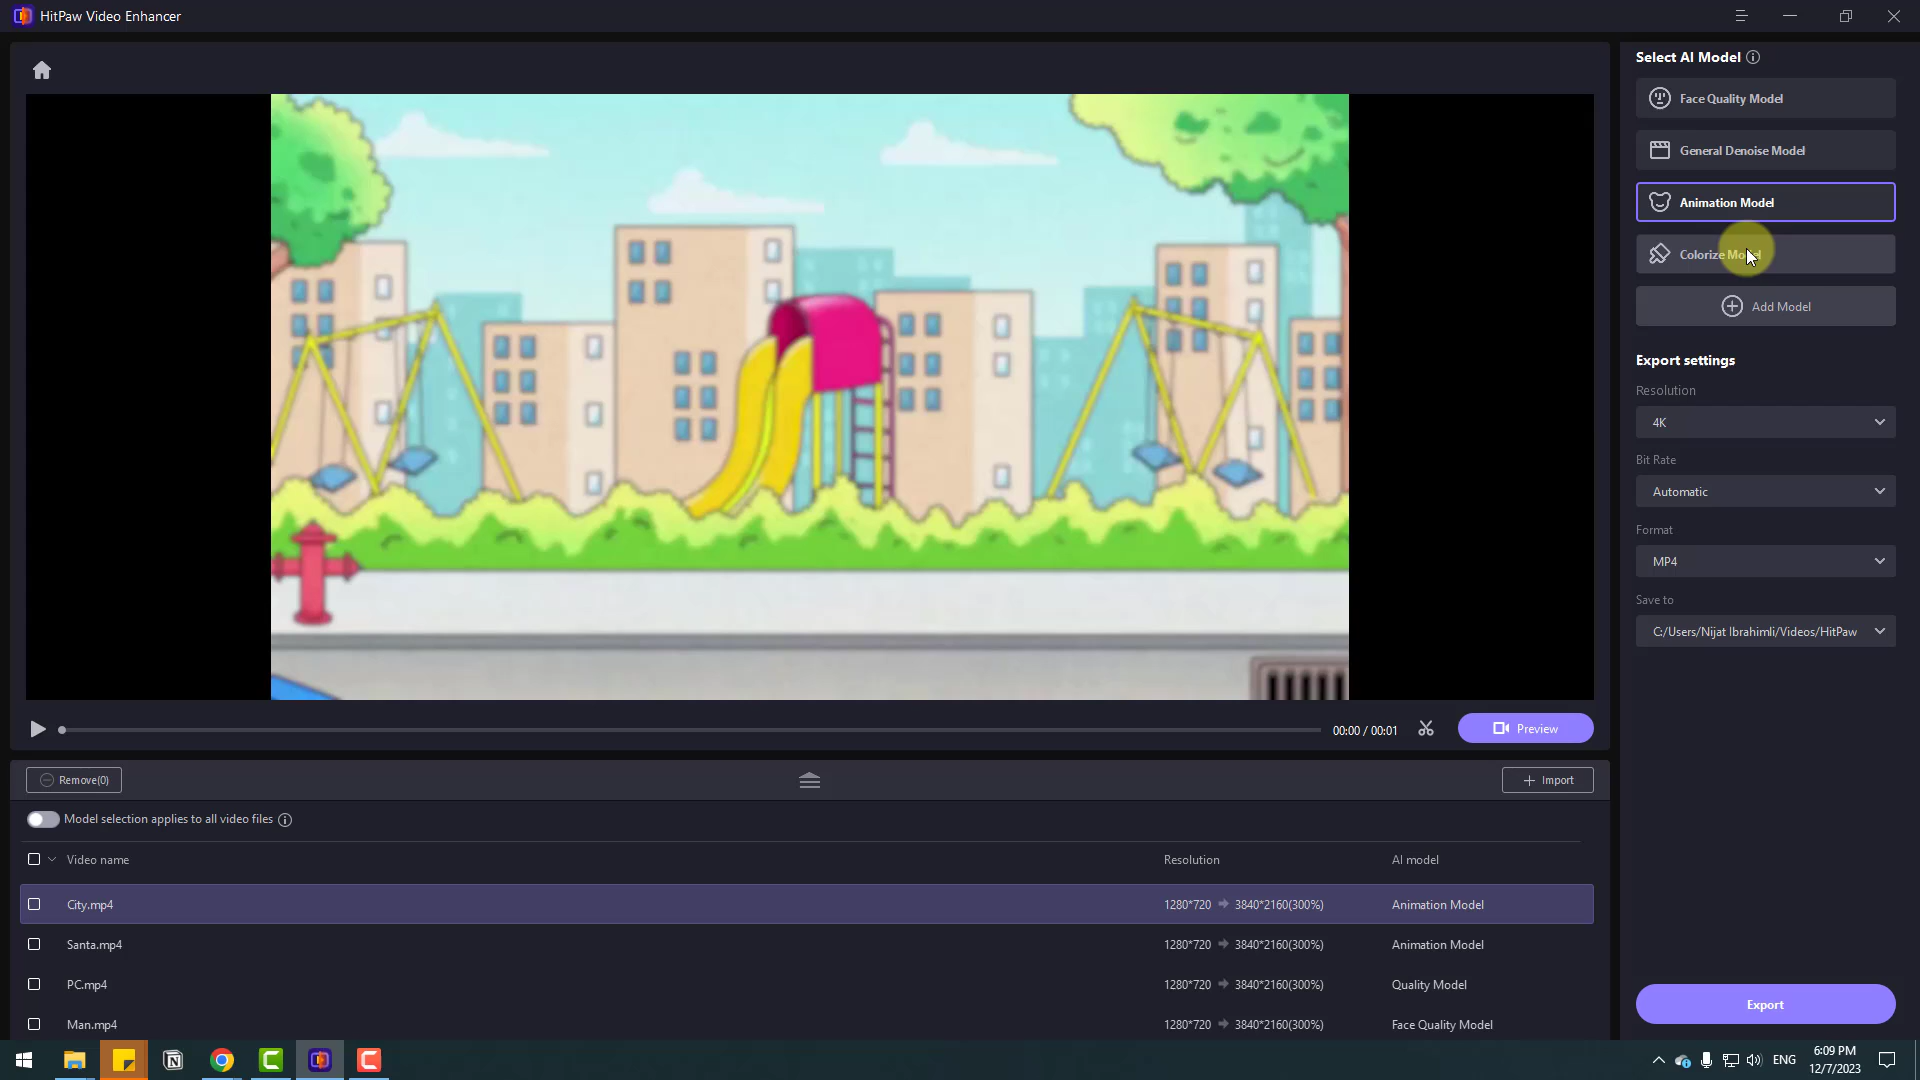 HitPaw Video Enhancer
Select AI Model
Face Quality Model
General Denoise Model
Animation Model
Colorize Model
Add Model
Export settings
Resolution
4K
Bit Rate
Automatic
Format
MP4
Save to
C:/Users/Nijat Ibrahimli/Videos/HitPaw
00:00 / 00:01
Preview
Remove(0)
Import
Model selection applies to all video files
Video name Resolution AI model
City.mp4 1280*720 3840*2160(300%) Animation Model
Santa.mp4 1280*720 3840*2160(300%) Animation Model
PC.mp4 1280*720 3840*2160(300%) Quality Model
Man.mp4 1280*720 3840*2160(300%) Face Quality Model
Export
ENG
6:09 PM
12/7/2023